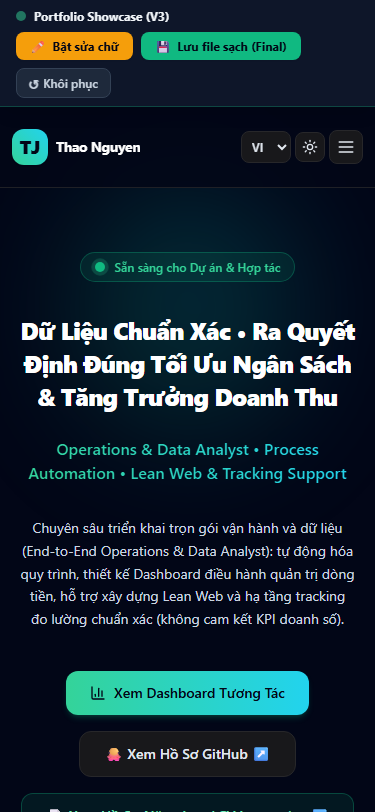 Portfolio Showcase (V3)
Bật sửa chữ
Lưu file sạch (Final)
Khôi phục
TJ
Thao Nguyen
VI
Sẵn sàng cho Dự án & Hợp tác
Dữ Liệu Chuẩn Xác • Ra Quyết
Định Đúng Tối Ưu Ngân Sách
& Tăng Trưởng Doanh Thu
Operations & Data Analyst • Process
Automation • Lean Web & Tracking Support
Chuyên sâu triển khai trọn gói vận hành và dữ liệu
(End-to-End Operations & Data Analyst): tự động hóa
quy trình, thiết kế Dashboard điều hành quản trị dòng
tiền, hỗ trợ xây dựng Lean Web và hạ tầng tracking
đo lường chuẩn xác (không cam kết KPI doanh số).
Xem Dashboard Tương Tác
Xem Hồ Sơ GitHub